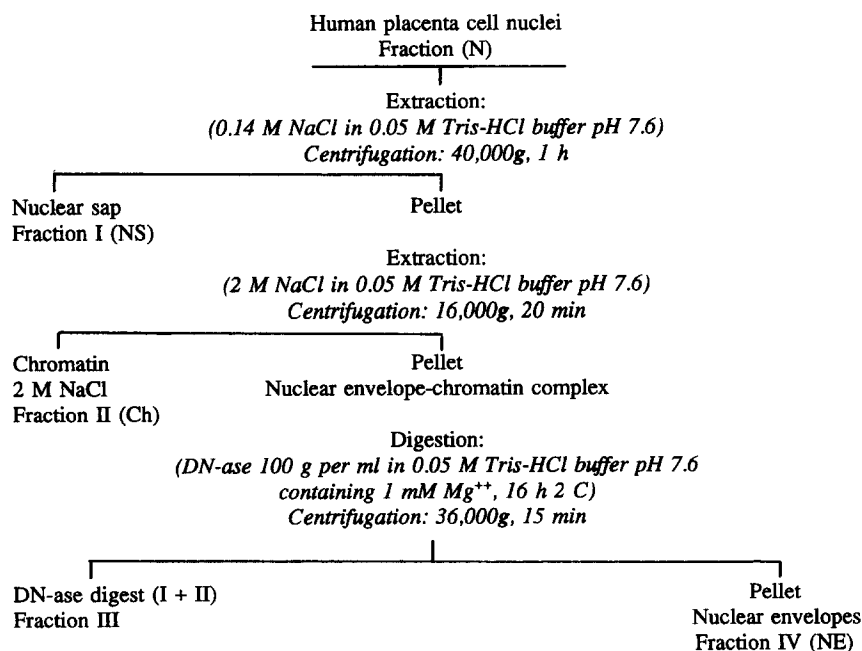 Human placenta cell nuclei
Fraction (N)
Extraction:
(0.14 M NaCl in 0.05 M Tris-HCl buffer pH 7.6)
Centrifugation: 40,000g, 1 h
Nuclear sap
Fraction I (NS)
Pellet
Extraction:
(2 M NaCl in 0.05 M Tris-HCl buffer pH 7.6)
Centrifugation: 16,000g, 20 min
Chromatin
2 M NaCl
Fraction II (Ch)
Pellet
Nuclear envelope-chromatin complex
Digestion:
(DN-ase 100 g per ml in 0.05 M Tris-HCl buffer pH 7.6
containing 1 mM Mg⁺⁺, 16 h 2 C)
Centrifugation: 36,000g, 15 min
DN-ase digest (I + II)
Fraction III
Pellet
Nuclear envelopes
Fraction IV (NE)